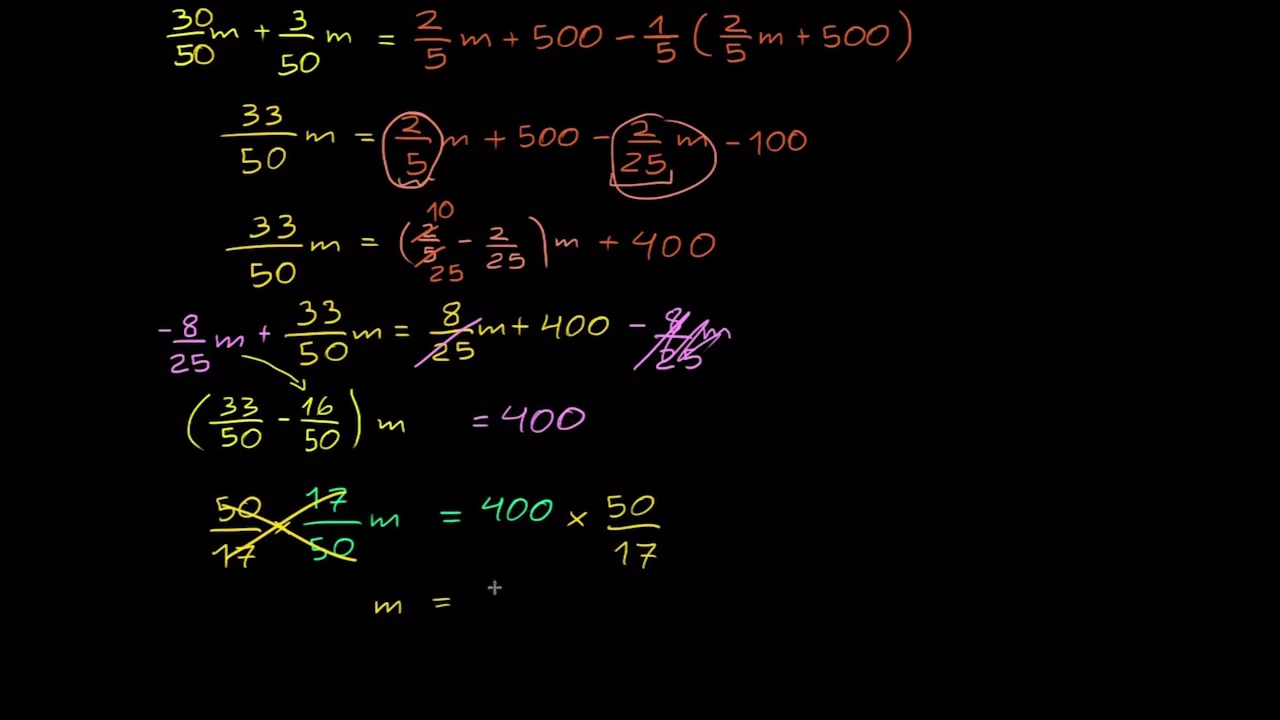 30/50 m + 3/50 m = 2/5 m + 500 - 1/5 ( 2/5 m + 500 )
33/50 m = 2/5 m + 500 - 2/25 m - 100
33/50 m = ( 2/5 10/25 - 2/25 ) m + 400
-8/25 m + 33/50 m = 8/25 m + 400 - 8/25 m
( 33/50 - 16/50 ) m = 400
50/17 17/50 m = 400 × 50/17
m =